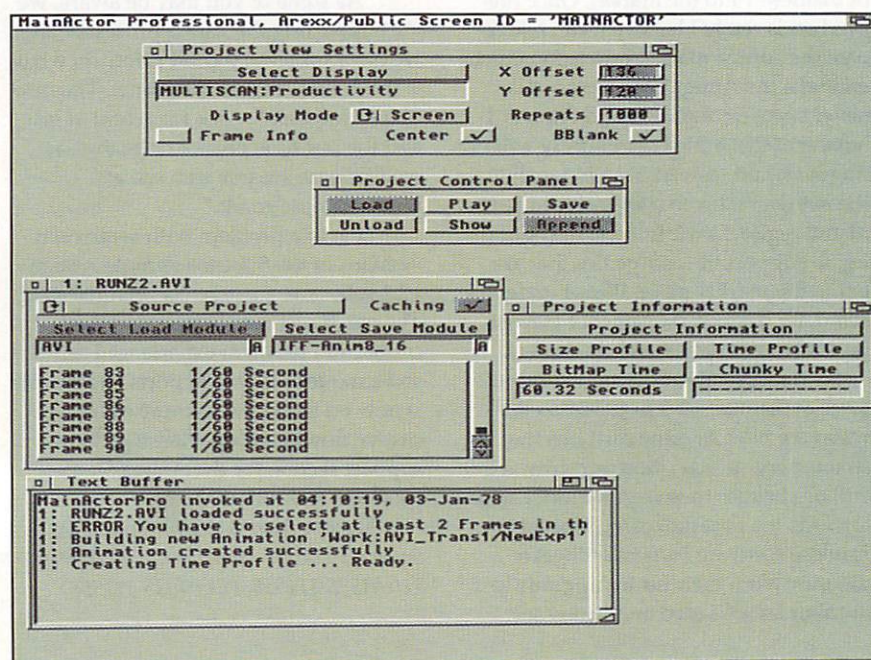 MainActor Professional, Arexx/Public Screen ID = 'MAINACTOR'
Project View Settings
Select Display
MULTISCAN:Productivity
Display Mode Screen
Frame Info Center
X Offset 136
Y Offset 120
Repeats 1000
BBlank
Project Control Panel
Load Play Save
Unload Show Append
1: RUNZ2.AVI
Source Project Caching
Select Load Module Select Save Module
AVI A IFF-Anim8_16 A
Frame 83 1/60 Second
Frame 84 1/60 Second
Frame 85 1/60 Second
Frame 86 1/60 Second
Frame 87 1/60 Second
Frame 88 1/60 Second
Frame 89 1/60 Second
Frame 90 1/60 Second
Project Information
Project Information
Size Profile Time Profile
BitMap Time Chunky Time
60.32 Seconds --------------
Text Buffer
MainActorPro invoked at 04:10:19, 03-Jan-78
1: RUNZ2.AVI loaded successfully
1: ERROR You have to select at least 2 Frames in th
1: Building new Animation 'Work:AVI_Trans1/NewExp1'
1: Animation created successfully
1: Creating Time Profile ... Ready.